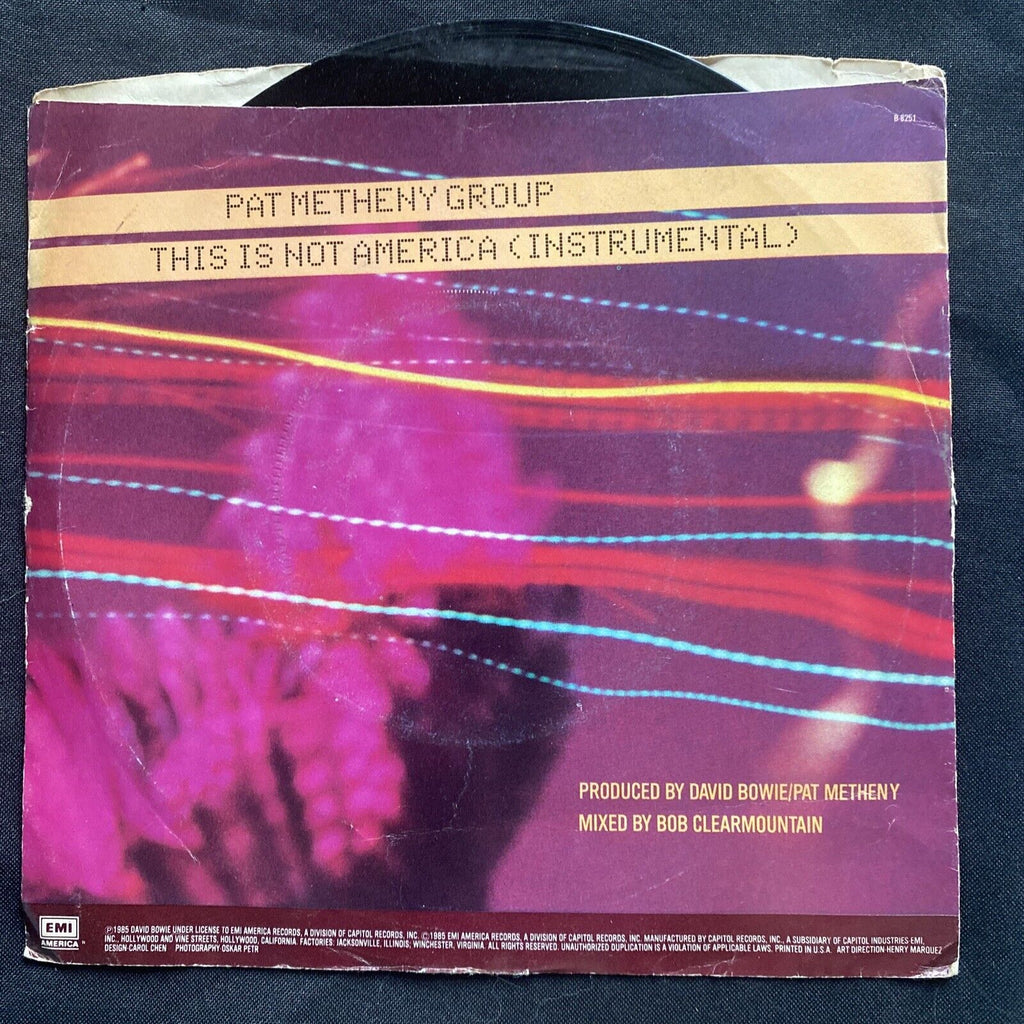 B-8251
PAT METHENY GROUP
THIS IS NOT AMERICA (INSTRUMENTAL)
PRODUCED BY DAVID BOWIE/PAT METHENY
MIXED BY BOB CLEARMOUNTAIN
EMI
AMERICA
℗1985 DAVID BOWIE UNDER LICENSE TO EMI AMERICA RECORDS, A DIVISION OF CAPITOL RECORDS, INC. ©1985 EMI AMERICA RECORDS, A DIVISION OF CAPITOL RECORDS, INC. MANUFACTURED BY CAPITOL RECORDS, INC., A SUBSIDIARY OF CAPITOL INDUSTRIES-EMI,
INC., HOLLYWOOD AND VINE STREETS, HOLLYWOOD, CALIFORNIA. FACTORIES: JACKSONVILLE, ILLINOIS; WINCHESTER, VIRGINIA. ALL RIGHTS RESERVED. UNAUTHORIZED DUPLICATION IS A VIOLATION OF APPLICABLE LAWS. PRINTED IN U.S.A. ART DIRECTION-HENRY MARQUEZ
DESIGN-CAROL CHEN PHOTOGRAPHY-OSKAR PETR